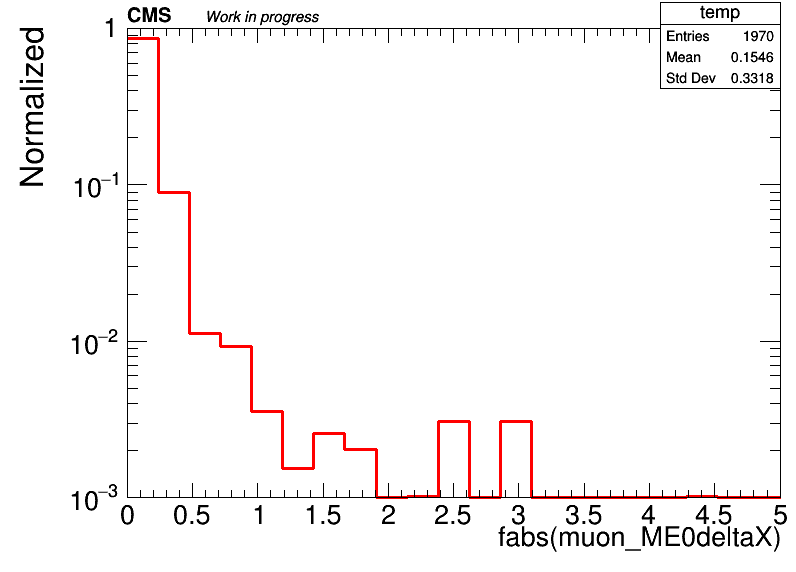 CMS Work in progress
temp
Entries 1970
Mean 0.1546
Std Dev 0.3318
Normalized
1
10−1
10−2
10−3
0 0.5 1 1.5 2 2.5 3 3.5 4 4.5 5
fabs(muon_ME0deltaX)